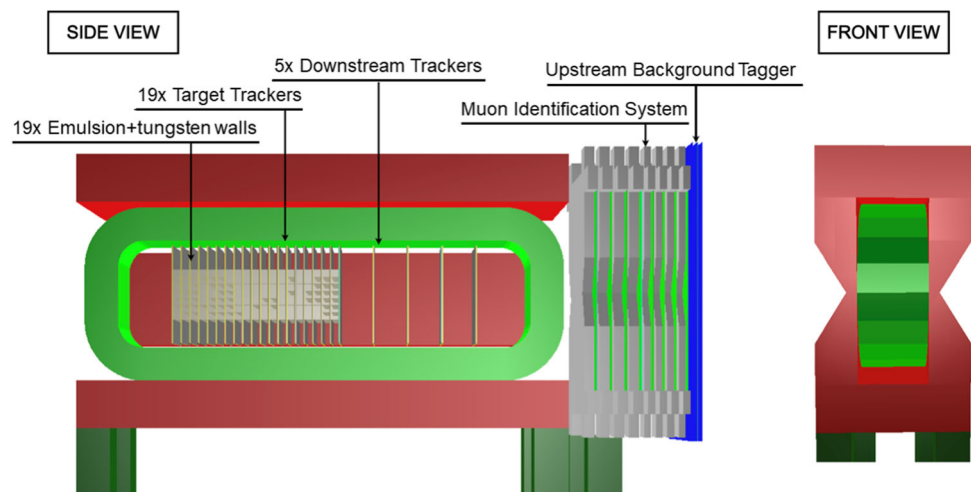 SIDE VIEW
FRONT VIEW
5x Downstream Trackers
Upstream Background Tagger
19x Target Trackers
Muon Identification System
19x Emulsion+tungsten walls